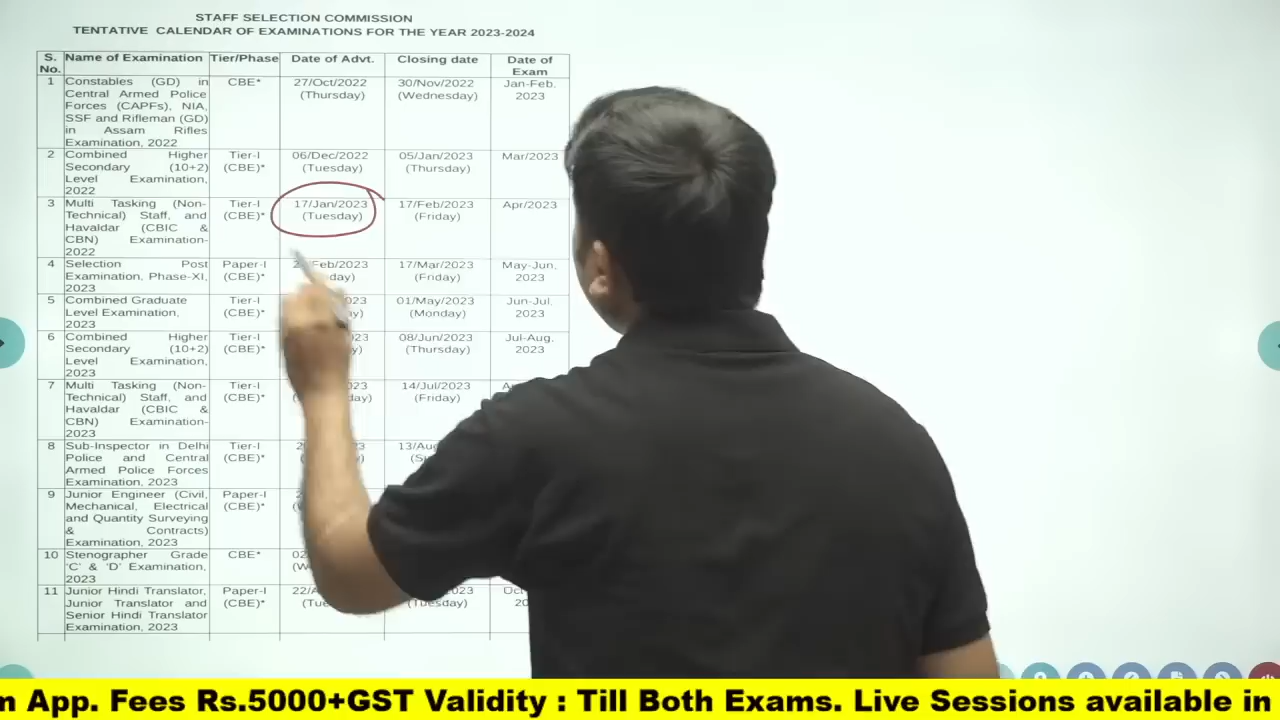 STAFF SELECTION COMMISSION
TENTATIVE CALENDAR OF EXAMINATIONS FOR THE YEAR 2023-2024
S. No. Name of Examination Tier/Phase Date of Advt. Closing date Date of Exam
1 Constables (GD) in CBE* 27/Oct/2022 30/Nov/2022 Jan-Feb,
Central Armed Police (Thursday) (Wednesday) 2023
Forces (CAPFs), NIA,
SSF and Rifleman (GD)
in Assam Rifles
Examination, 2022
2 Combined Higher Tier-I 06/Dec/2022 05/Jan/2023 Mar/2023
Secondary (10+2) (CBE)* (Tuesday) (Thursday)
Level Examination,
2022
3 Multi Tasking (Non- Tier-I 17/Jan/2023 17/Feb/2023 Apr/2023
Technical) Staff, and (CBE)* (Tuesday) (Friday)
Havaldar (CBIC &
CBN) Examination-
2022
4 Selection Post Paper-I 17/Mar/2023 May-Jun,
Examination, Phase-XI, (CBE)* (Friday) 2023
2023
5 Combined Graduate Tier-I 01/May/2023 Jun-Jul,
Level Examination, (CBE)* (Monday) 2023
2023
6 Combined Higher Tier-I 08/Jun/2023 Jul-Aug,
Secondary (10+2) (CBE)* (Thursday) 2023
Level Examination,
2023
7 Multi Tasking (Non- Tier-I 14/Jul/2023
Technical) Staff, and (CBE)* (Friday)
Havaldar (CBIC &
CBN) Examination-
2023
8 Sub-Inspector in Delhi Tier-I
Police and Central (CBE)*
Armed Police Forces
Examination, 2023
9 Junior Engineer (Civil, Paper-I
Mechanical, Electrical (CBE)*
and Quantity Surveying
& Contracts)
Examination, 2023
10 Stenographer Grade CBE*
'C' & 'D' Examination,
2023
11 Junior Hindi Translator, Paper-I
Junior Translator and (CBE)* (Tuesday)
Senior Hindi Translator
Examination, 2023
App. Fees Rs.5000+GST Validity : Till Both Exams. Live Sessions available in